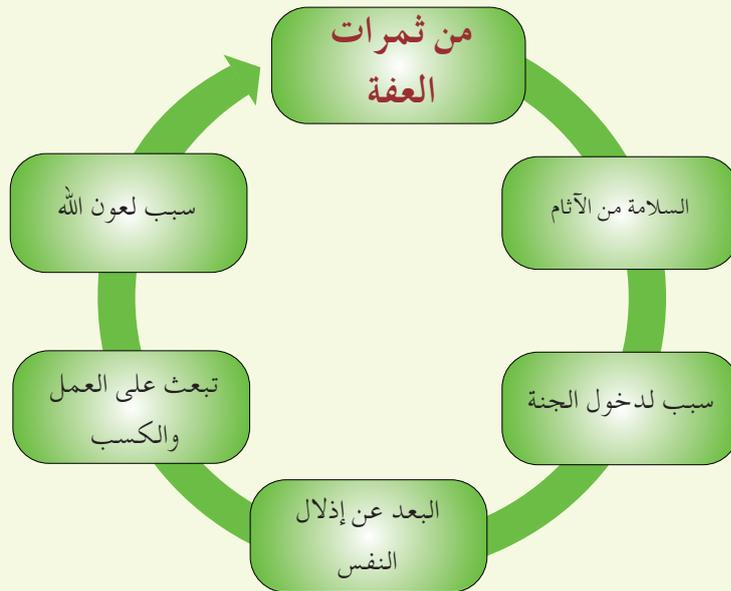 من ثمرات
العفة
السلامة من الآثام
سبب لدخول الجنة
البعد عن إذلال
النفس
تبعث على العمل
والكسب
سبب لعون الله